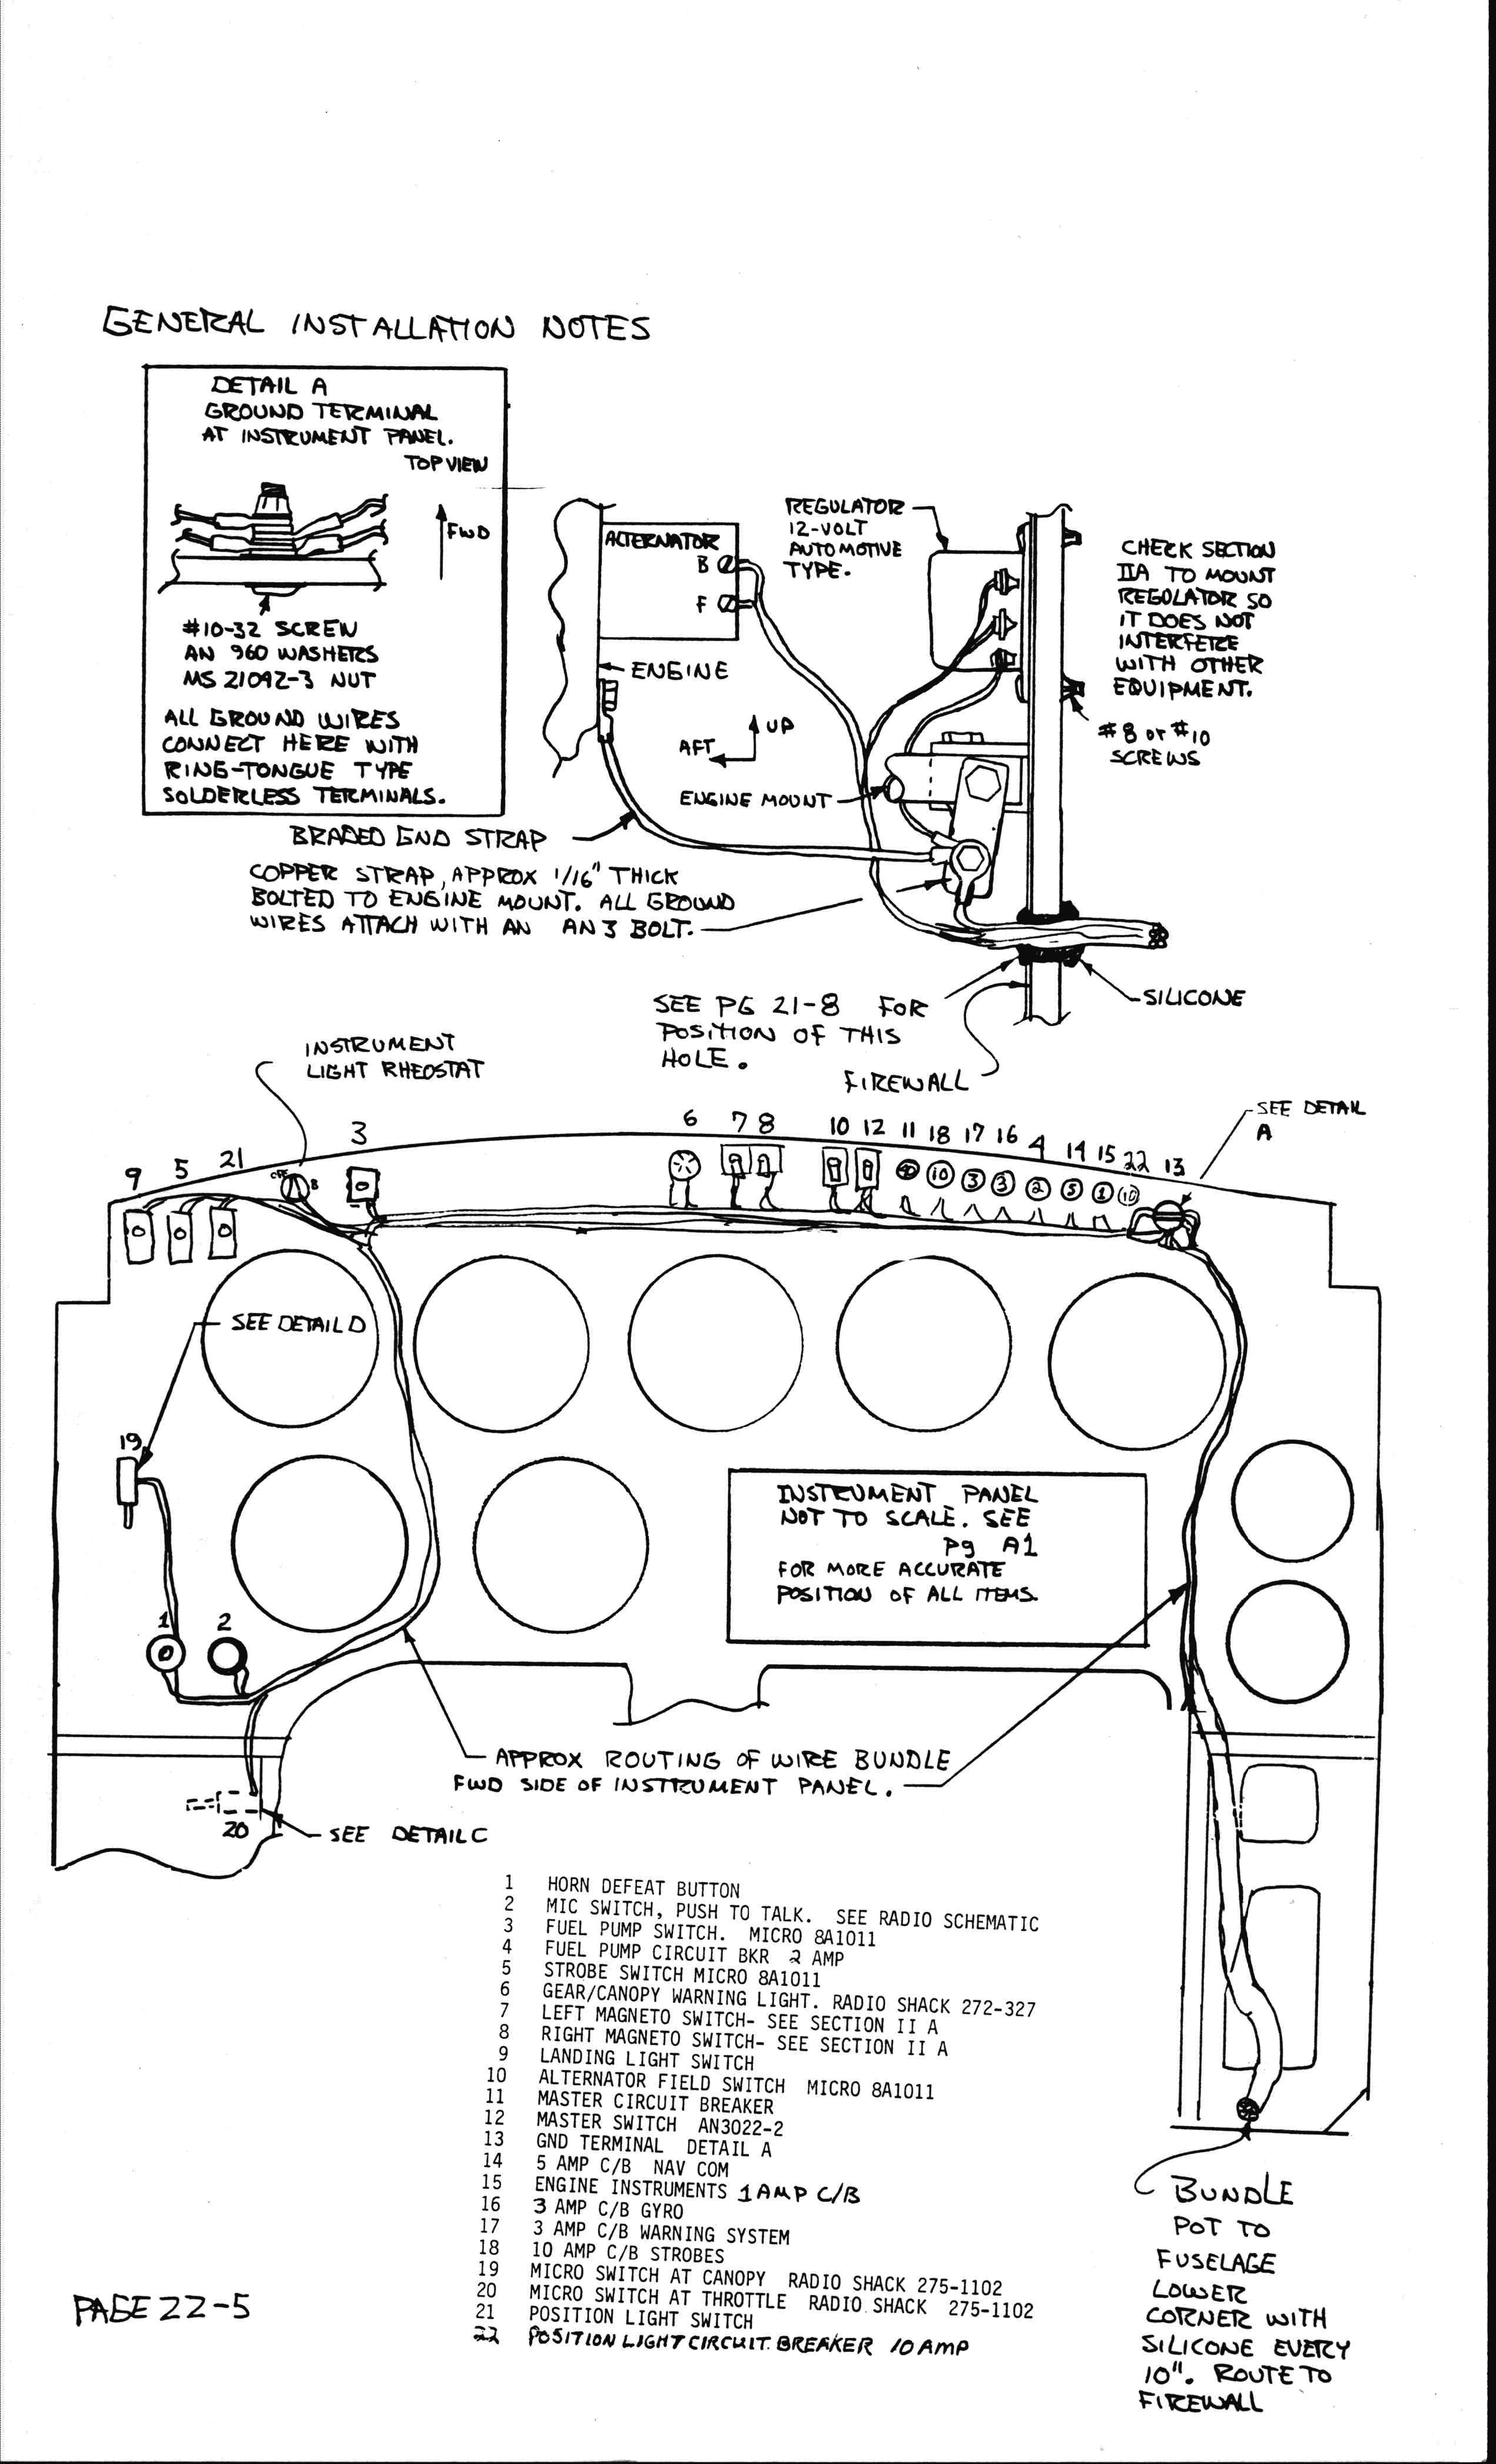 GENERAL INSTALLATION NOTES
DETAIL A
GROUND TERMINAL
AT INSTRUMENT PANEL.
TOP VIEW
FWD
#10-32 SCREW
AN 960 WASHERS
MS 21042-3 NUT
ALL GROUND WIRES
CONNECT HERE WITH
RING-TONGUE TYPE
SOLDERLESS TERMINALS.
ALTERNATOR
B
F
ENGINE
REGULATOR
12-VOLT
AUTOMOTIVE
TYPE.
CHECK SECTION
IIA TO MOUNT
REGULATOR SO
IT DOES NOT
INTERFERE
WITH OTHER
EQUIPMENT.
#8 or #10
SCREWS
UP
AFT
ENGINE MOUNT
BRADED GND STRAP
COPPER STRAP, APPROX 1/16" THICK
BOLTED TO ENGINE MOUNT. ALL GROUND
WIRES ATTACH WITH AN AN3 BOLT.
SEE PG 21-8 FOR
POSITION OF THIS
HOLE.
SILICONE
FIREWALL
INSTRUMENT
LIGHT RHEOSTAT
SEE DETAIL
A
9 5 21 3 6 7 8 10 12 11 18 17 16 4 14 15 22 13
OFF B
40 10 3 3 2 5 1 10
SEE DETAIL D
19
1 2
INSTRUMENT PANEL
NOT TO SCALE. SEE
Pg A1
FOR MORE ACCURATE
POSITION OF ALL ITEMS.
APPROX ROUTING OF WIRE BUNDLE
FWD SIDE OF INSTRUMENT PANEL.
20
SEE DETAIL C
1 HORN DEFEAT BUTTON
2 MIC SWITCH, PUSH TO TALK. SEE RADIO SCHEMATIC
3 FUEL PUMP SWITCH. MICRO 8A1011
4 FUEL PUMP CIRCUIT BKR 2 AMP
5 STROBE SWITCH MICRO 8A1011
6 GEAR/CANOPY WARNING LIGHT. RADIO SHACK 272-327
7 LEFT MAGNETO SWITCH- SEE SECTION II A
8 RIGHT MAGNETO SWITCH- SEE SECTION II A
9 LANDING LIGHT SWITCH
10 ALTERNATOR FIELD SWITCH MICRO 8A1011
11 MASTER CIRCUIT BREAKER
12 MASTER SWITCH AN3022-2
13 GND TERMINAL DETAIL A
14 5 AMP C/B NAV COM
15 ENGINE INSTRUMENTS 1 AMP C/B
16 3 AMP C/B GYRO
17 3 AMP C/B WARNING SYSTEM
18 10 AMP C/B STROBES
19 MICRO SWITCH AT CANOPY RADIO SHACK 275-1102
20 MICRO SWITCH AT THROTTLE RADIO SHACK 275-1102
21 POSITION LIGHT SWITCH
22 POSITION LIGHT CIRCUIT BREAKER 10 AMP
BUNDLE
POT TO
FUSELAGE
LOWER
CORNER WITH
SILICONE EVERY
10". ROUTE TO
FIREWALL
PAGE 22-5